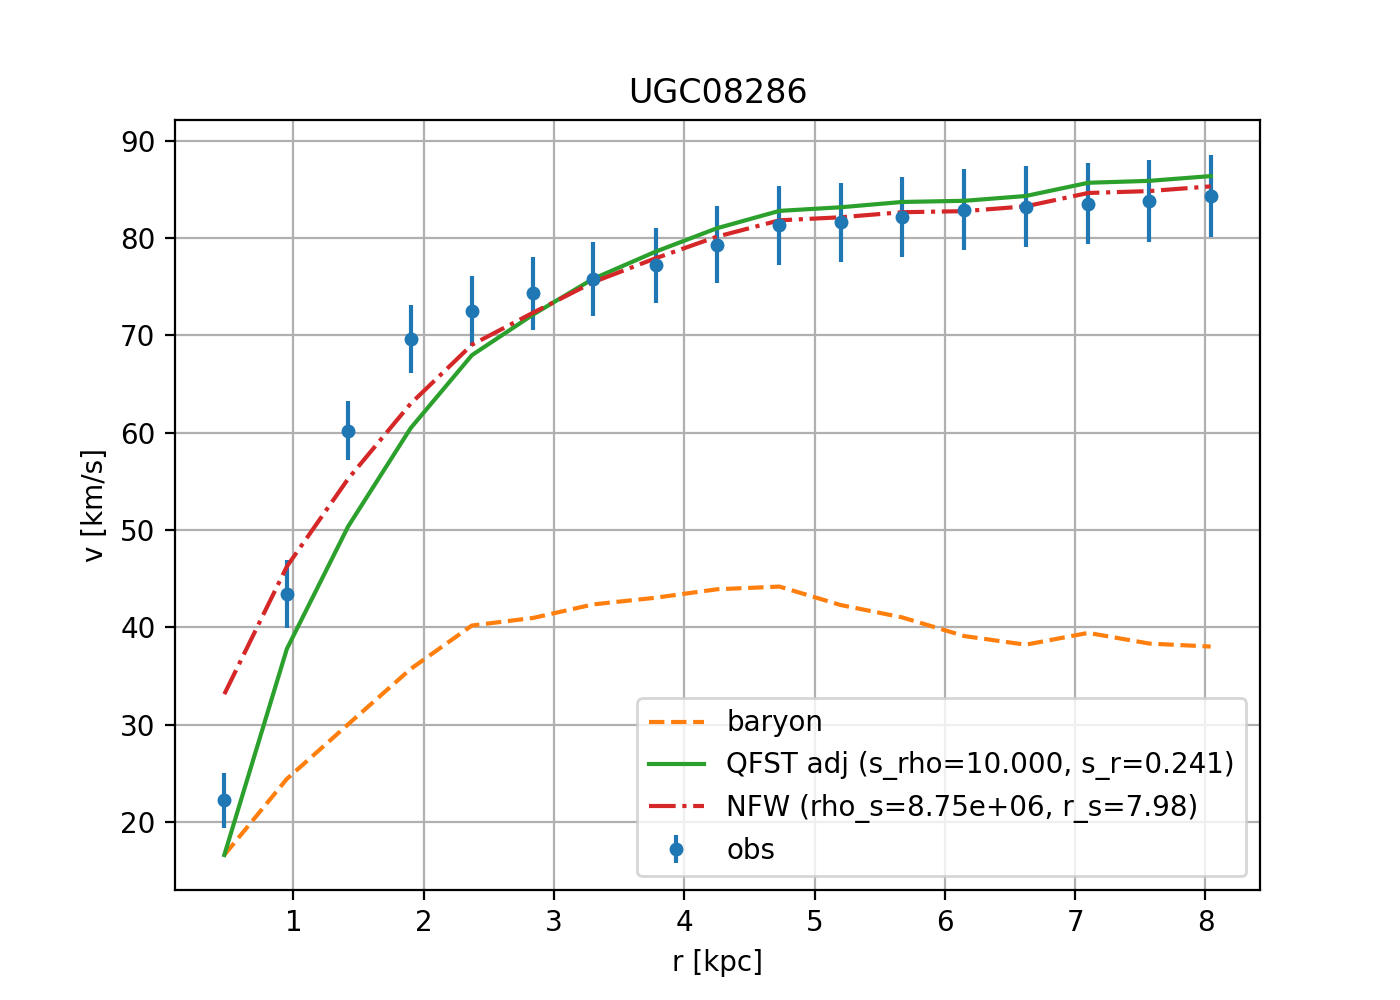 UGC08286
90
80
70
60
50
40
30
20
v [km/s]
baryon
QFST adj (s_rho=10.000, s_r=0.241)
NFW (rho_s=8.75e+06, r_s=7.98)
obs
1 2 3 4 5 6 7 8
r [kpc]